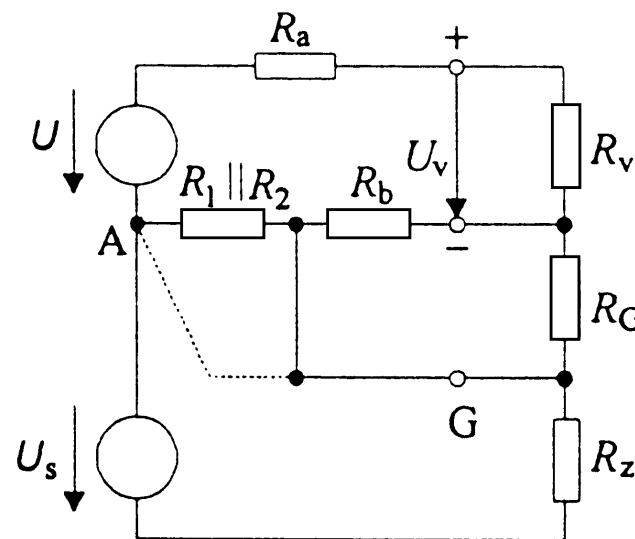 Ra +
U Uv Rv
R1 || R2 Rb
A −
RG
G
Us Rz